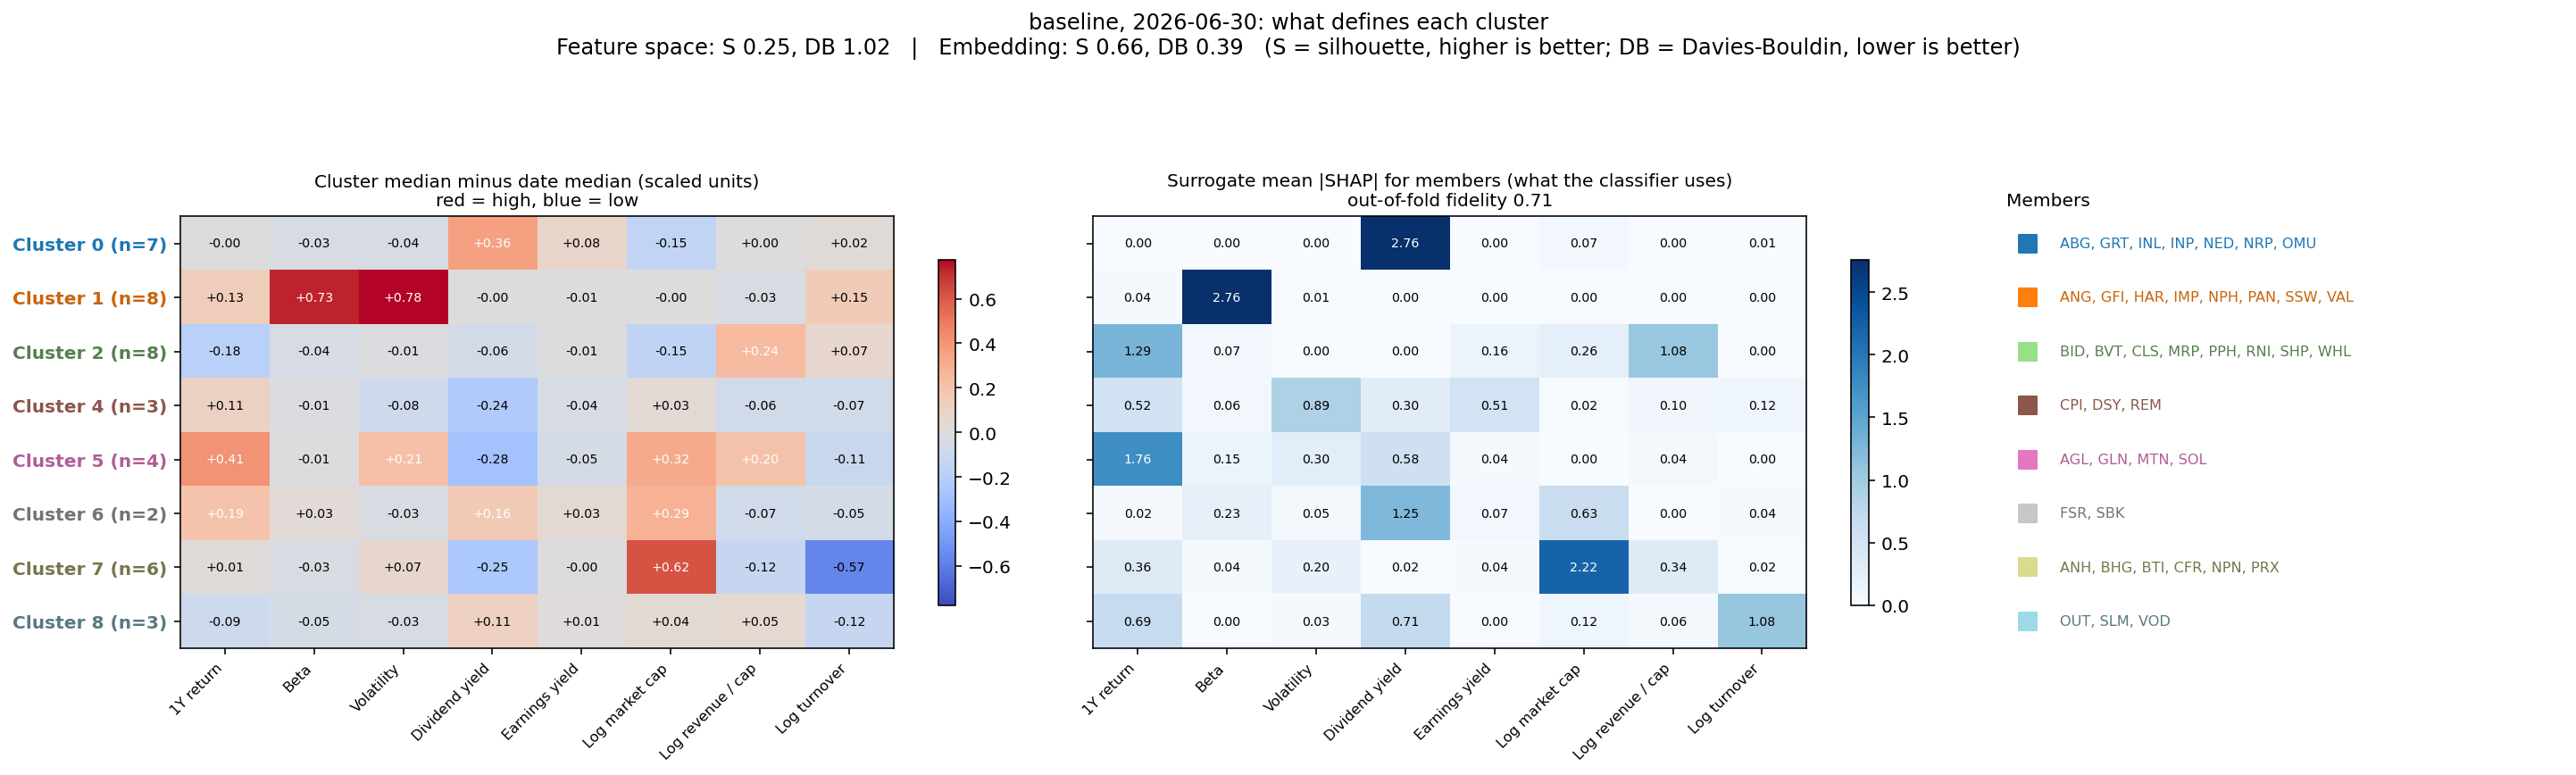 baseline, 2026-06-30: what defines each cluster
Feature space: S 0.25, DB 1.02   |   Embedding: S 0.66, DB 0.39   (S = silhouette, higher is better; DB = Davies-Bouldin, lower is better)
Cluster median minus date median (scaled units)
red = high, blue = low
Cluster 0 (n=7) -0.00 -0.03 -0.04 +0.36 +0.08 -0.15 +0.00 +0.02
Cluster 1 (n=8) +0.13 +0.73 +0.78 -0.00 -0.01 -0.00 -0.03 +0.15
Cluster 2 (n=8) -0.18 -0.04 -0.01 -0.06 -0.01 -0.15 +0.24 +0.07
Cluster 4 (n=3) +0.11 -0.01 -0.08 -0.24 -0.04 +0.03 -0.06 -0.07
Cluster 5 (n=4) +0.41 -0.01 +0.21 -0.28 -0.05 +0.32 +0.20 -0.11
Cluster 6 (n=2) +0.19 +0.03 -0.03 +0.16 +0.03 +0.29 -0.07 -0.05
Cluster 7 (n=6) +0.01 -0.03 +0.07 -0.25 -0.00 +0.62 -0.12 -0.57
Cluster 8 (n=3) -0.09 -0.05 -0.03 +0.11 +0.01 +0.04 +0.05 -0.12
1Y return
Beta
Volatility
Dividend yield
Earnings yield
Log market cap
Log revenue / cap
Log turnover
0.6
0.4
0.2
0.0
−0.2
−0.4
−0.6
Surrogate mean |SHAP| for members (what the classifier uses)
out-of-fold fidelity 0.71
0.00 0.00 0.00 2.76 0.00 0.07 0.00 0.01
0.04 2.76 0.01 0.00 0.00 0.00 0.00 0.00
1.29 0.07 0.00 0.00 0.16 0.26 1.08 0.00
0.52 0.06 0.89 0.30 0.51 0.02 0.10 0.12
1.76 0.15 0.30 0.58 0.04 0.00 0.04 0.00
0.02 0.23 0.05 1.25 0.07 0.63 0.00 0.04
0.36 0.04 0.20 0.02 0.04 2.22 0.34 0.02
0.69 0.00 0.03 0.71 0.00 0.12 0.06 1.08
1Y return
Beta
Volatility
Dividend yield
Earnings yield
Log market cap
Log revenue / cap
Log turnover
2.5
2.0
1.5
1.0
0.5
0.0
Members
ABG, GRT, INL, INP, NED, NRP, OMU
ANG, GFI, HAR, IMP, NPH, PAN, SSW, VAL
BID, BVT, CLS, MRP, PPH, RNI, SHP, WHL
CPI, DSY, REM
AGL, GLN, MTN, SOL
FSR, SBK
ANH, BHG, BTI, CFR, NPN, PRX
OUT, SLM, VOD